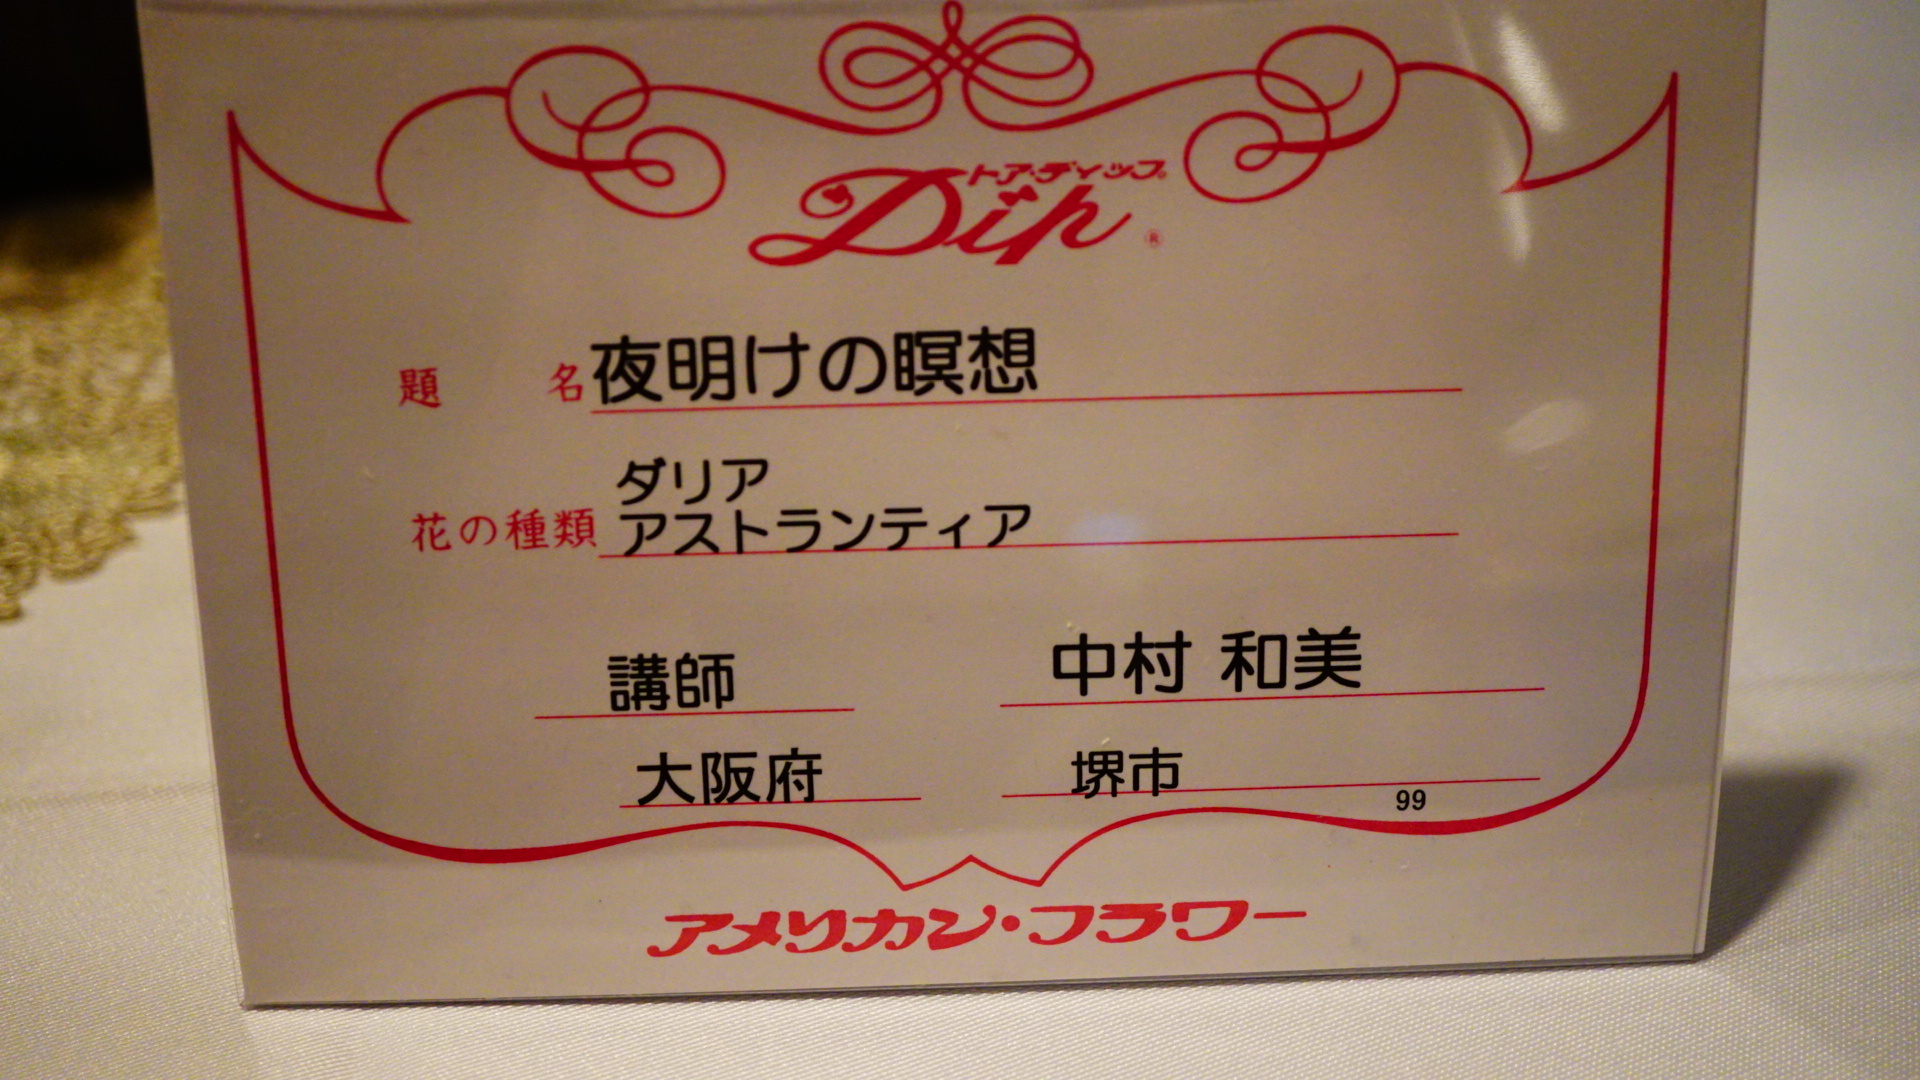 トア・ディップ®
Dip®
題名 夜明けの瞑想
ダリア
花の種類 アストランティア
講師 中村 和美
大阪府 堺市
99
アメリカン・フラワー